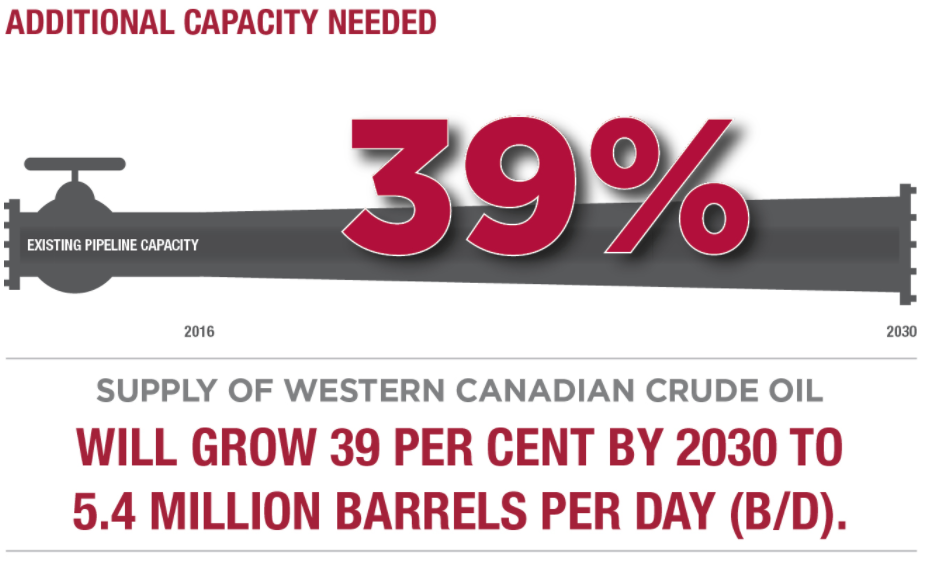 ADDITIONAL CAPACITY NEEDED
39%
EXISTING PIPELINE CAPACITY
2016
2030
SUPPLY OF WESTERN CANADIAN CRUDE OIL
WILL GROW 39 PER CENT BY 2030 TO
5.4 MILLION BARRELS PER DAY (B/D).